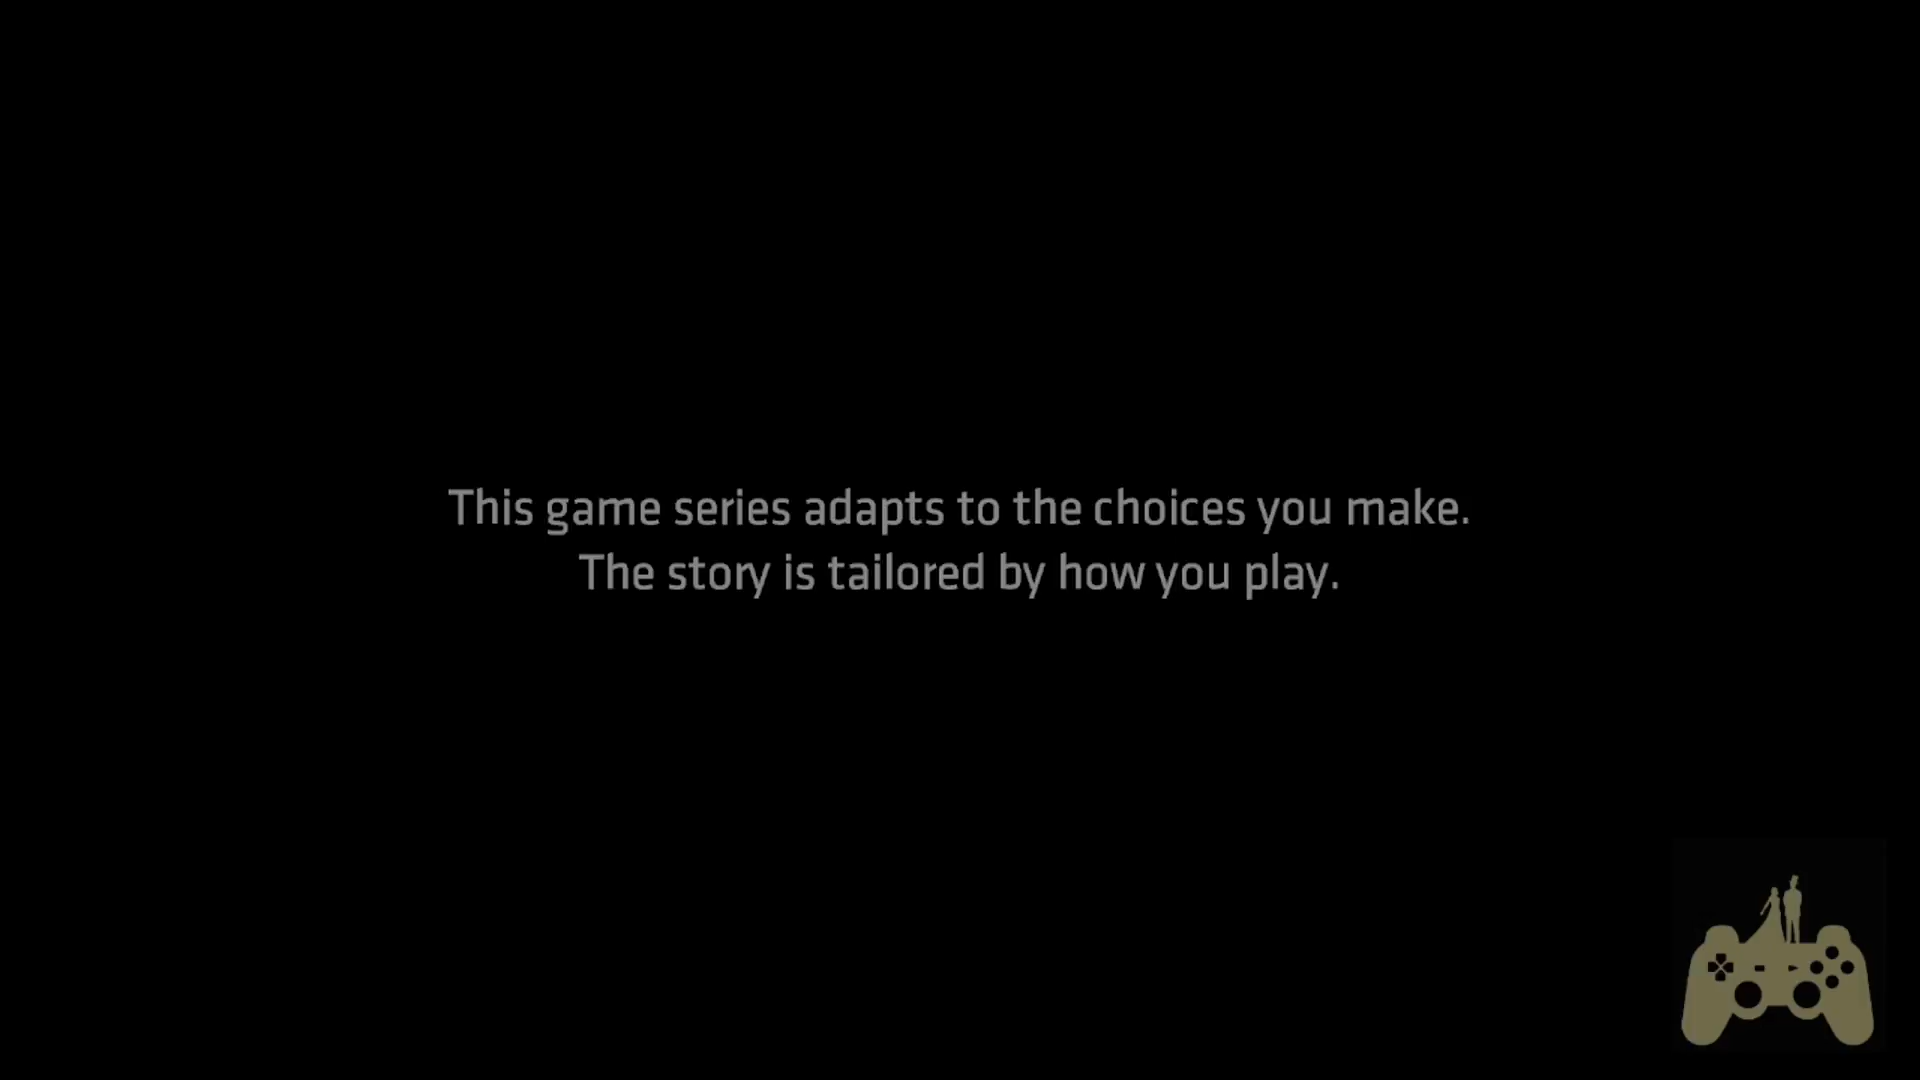 This game series adapts to the choices you make.
The story is tailored by how you play.